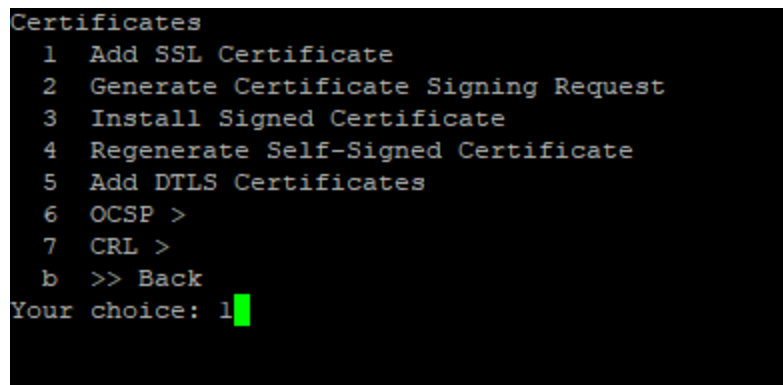 Certificates
1 Add SSL Certificate
2 Generate Certificate Signing Request
3 Install Signed Certificate
4 Regenerate Self-Signed Certificate
5 Add DTLS Certificates
6 OCSP >
7 CRL >
b >> Back
Your choice: 1